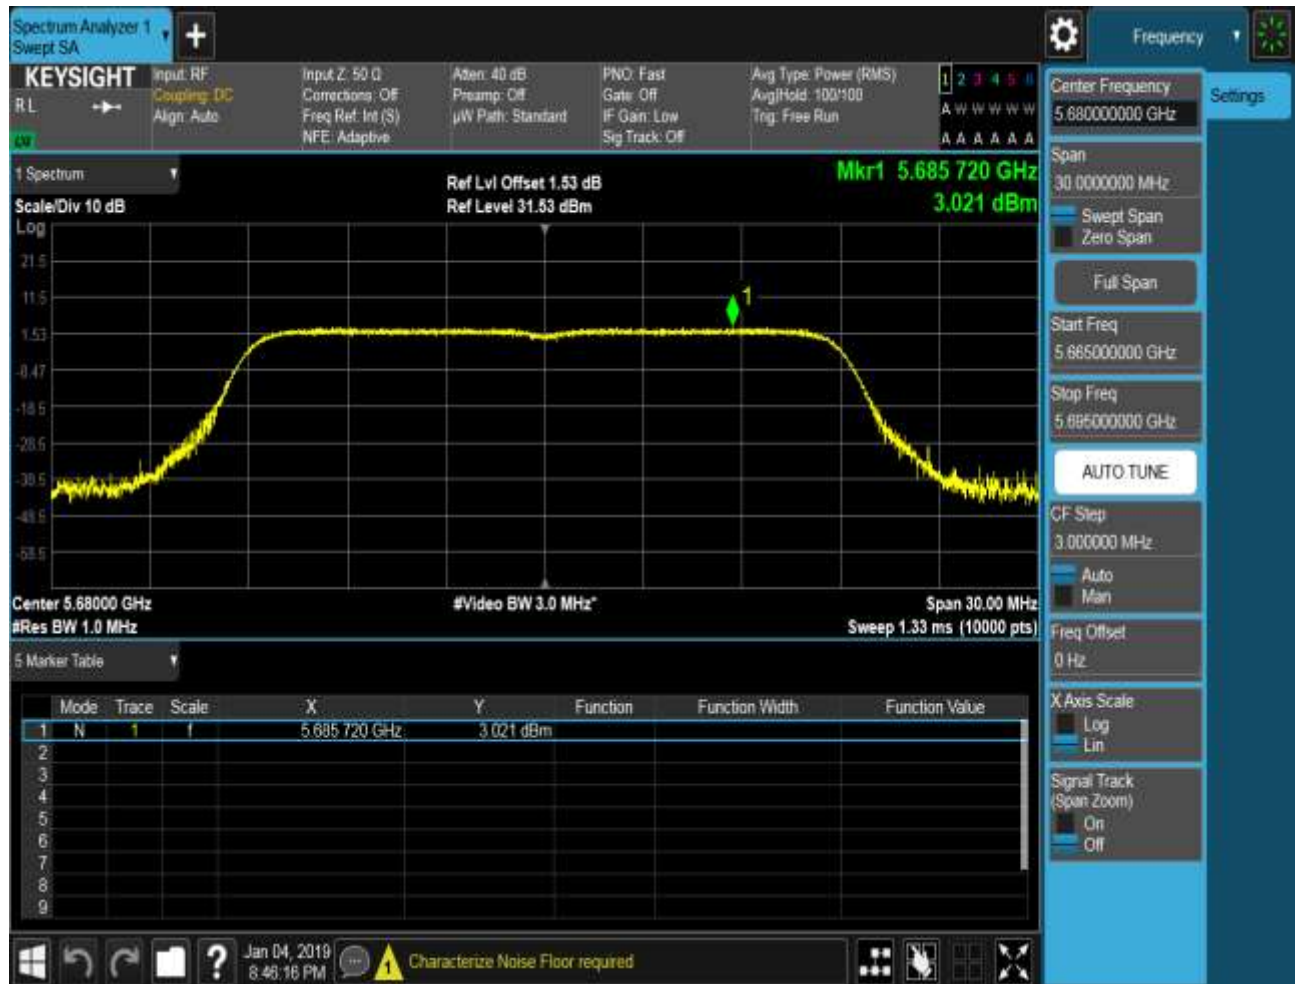 Spectrum Analyzer 1
Swept SA
+
Frequency
KEYSIGHT
RL
Input: RF
Coupling: DC
Align: Auto
Input Z: 50 Ω
Corrections: Off
Freq Ref: Int (S)
NFE: Adaptive
Atten: 40 dB
Preamp: Off
µW Path: Standard
PNO: Fast
Gate: Off
IF Gain: Low
Sig Track: Off
Avg Type: Power (RMS)
Avg|Hold: 100/100
Trig: Free Run
1 2 3 4 5 6
A W W W W W
A A A A A A
1 Spectrum
Scale/Div 10 dB
Log
Ref Lvl Offset 1.53 dB
Ref Level 31.53 dBm
Mkr1 5.685 720 GHz
3.021 dBm
21.5
11.5
1.53
-8.47
-18.5
-28.5
-38.5
-48.5
-58.5
1
Center 5.68000 GHz
#Res BW 1.0 MHz
#Video BW 3.0 MHz*
Span 30.00 MHz
Sweep 1.33 ms (10000 pts)
5 Marker Table
Mode Trace Scale X Y Function Function Width Function Value
1 N 1 f 5.685 720 GHz 3.021 dBm
2
3
4
5
6
7
8
9
Center Frequency
5.680000000 GHz
Settings
Span
30.0000000 MHz
Swept Span
Zero Span
Full Span
Start Freq
5.665000000 GHz
Stop Freq
5.695000000 GHz
AUTO TUNE
CF Step
3.000000 MHz
Auto
Man
Freq Offset
0 Hz
X Axis Scale
Log
Lin
Signal Track
(Span Zoom)
On
Off
?
Jan 04, 2019
8:46:16 PM
1
Characterize Noise Floor required